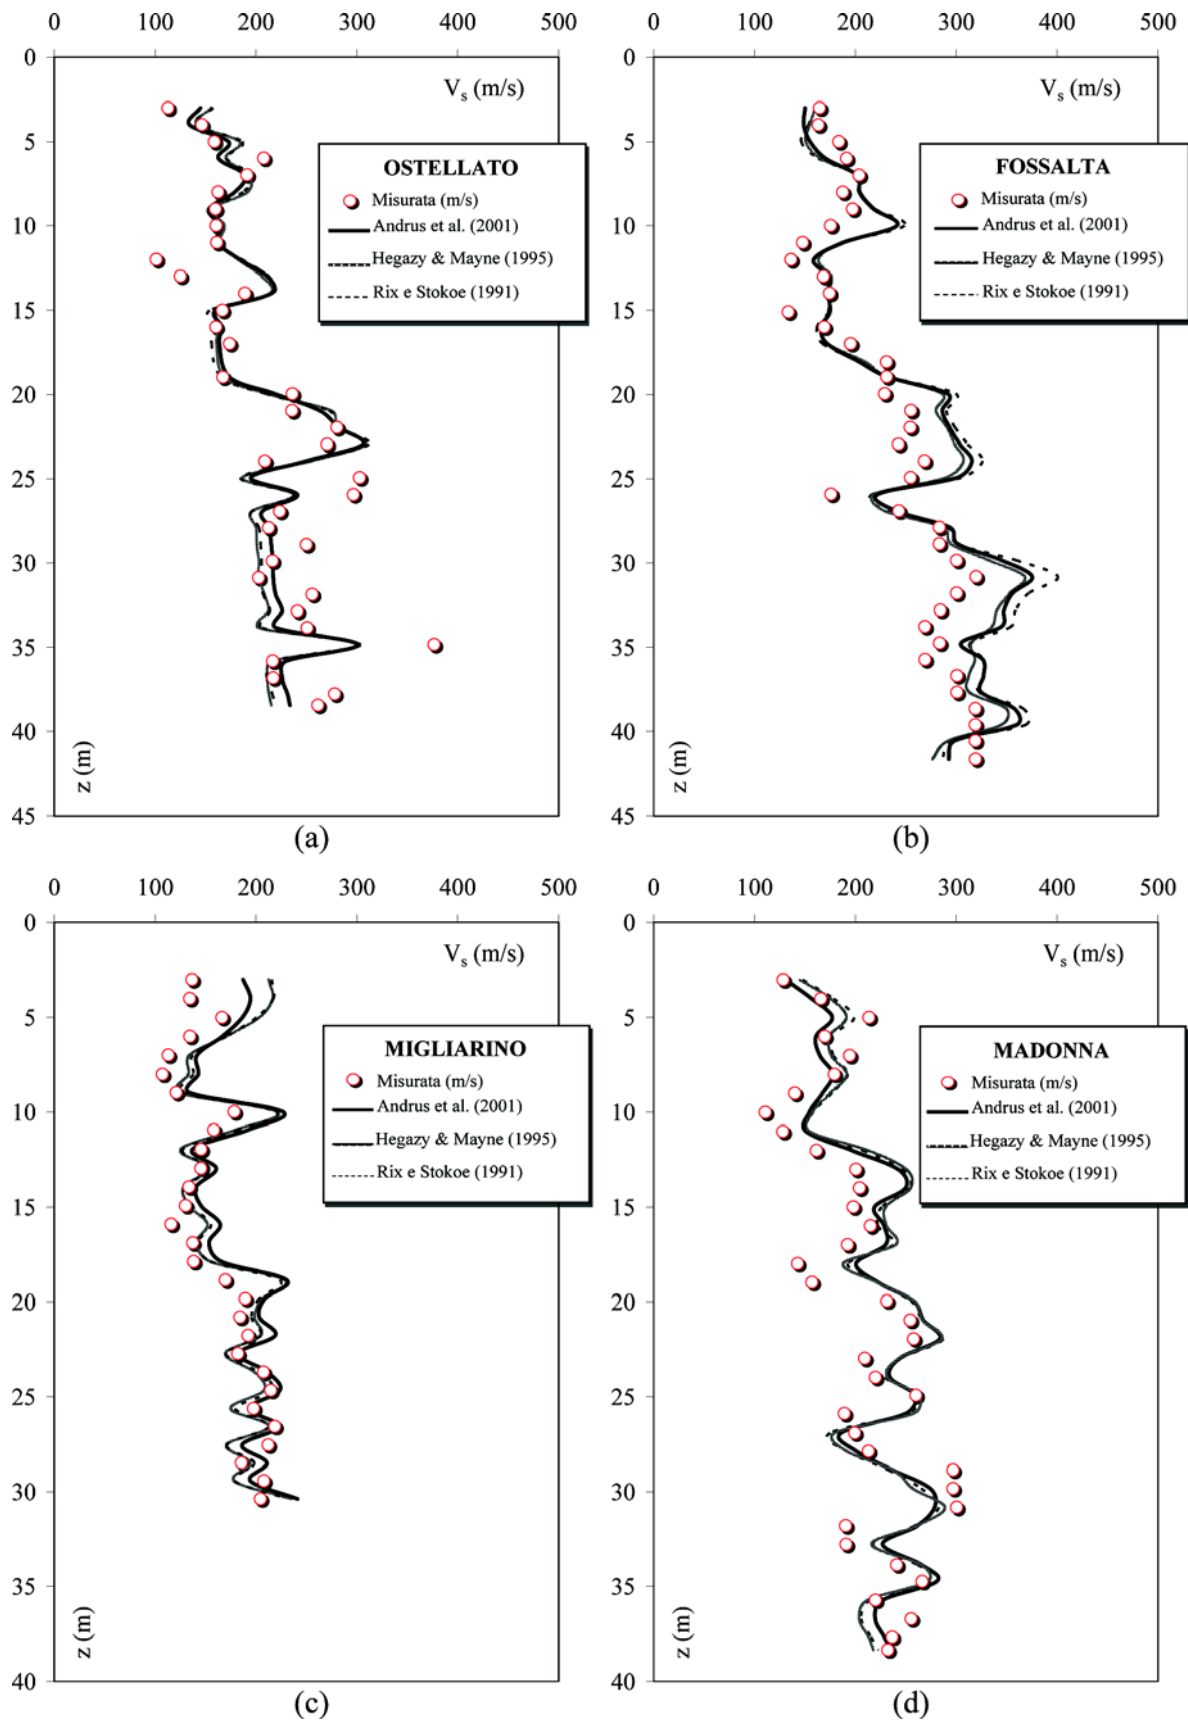 0 100 200 300 400 500
0
5
10
15
20
25
30
35
40
45
Vs (m/s)
OSTELLATO
Misurata (m/s)
Andrus et al. (2001)
Hegazy & Mayne (1995)
Rix e Stokoe (1991)
z (m)
(a)
0 100 200 300 400 500
0
5
10
15
20
25
30
35
40
45
Vs (m/s)
FOSSALTA
Misurata (m/s)
Andrus et al. (2001)
Hegazy & Mayne (1995)
Rix e Stokoe (1991)
z (m)
(b)
0 100 200 300 400 500
0
5
10
15
20
25
30
35
40
Vs (m/s)
MIGLIARINO
Misurata (m/s)
Andrus et al. (2001)
Hegazy & Mayne (1995)
Rix e Stokoe (1991)
z (m)
(c)
0 100 200 300 400 500
0
5
10
15
20
25
30
35
40
Vs (m/s)
MADONNA
Misurata (m/s)
Andrus et al. (2001)
Hegazy & Mayne (1995)
Rix e Stokoe (1991)
z (m)
(d)